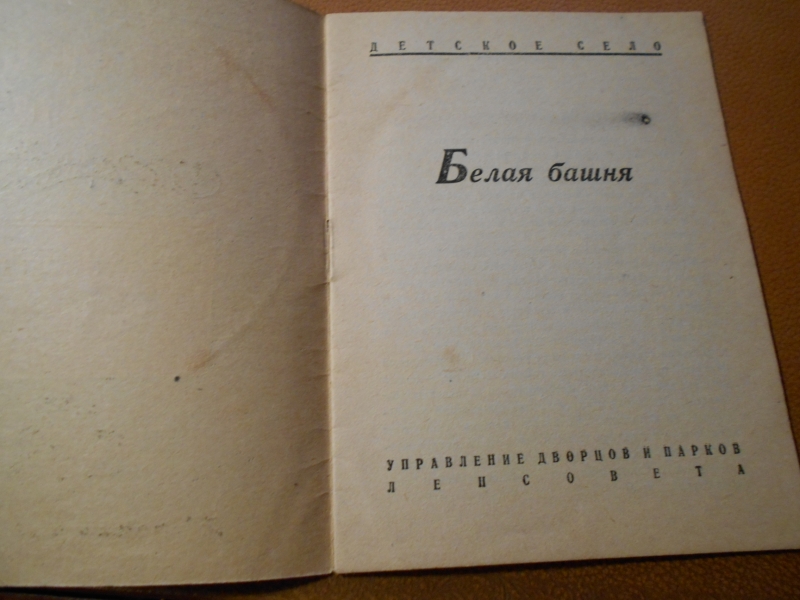 ДЕТСКОЕ СЕЛО
Белая башня
УПРАВЛЕНИЕ ДВОРЦОВ И ПАРКОВ
ЛЕНСОВЕТА